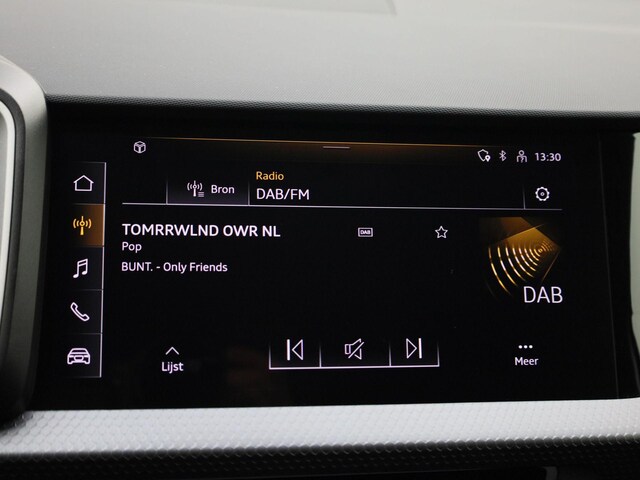 13:30
Radio
Bron
DAB/FM
TOMRRWLND OWR NL
DAB
Pop
BUNT. - Only Friends
DAB
Lijst
Meer